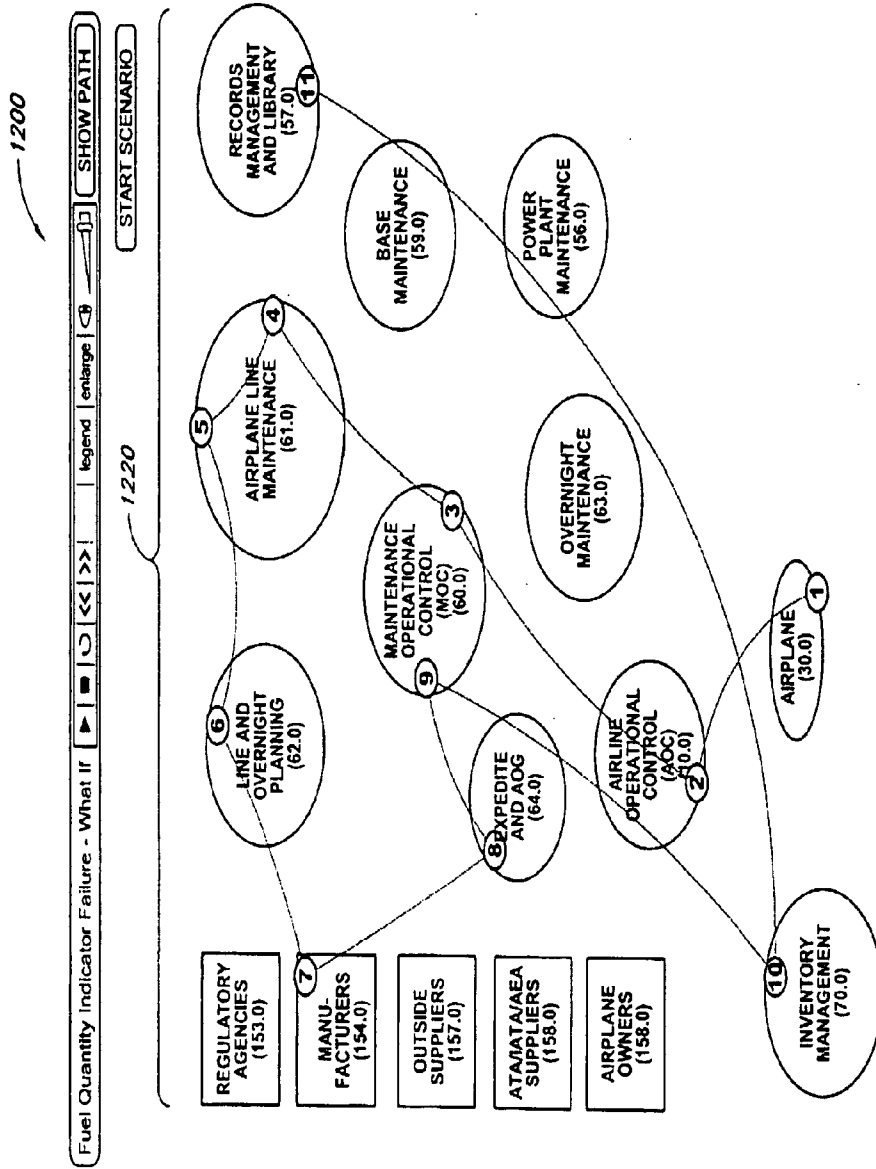 1200
Fuel Quantity Indicator Failure - What If
<< | >>
legend | enlarge
SHOW PATH
START SCENARIO
1220
REGULATORY
AGENCIES
(153.0)
7
MANU-
FACTURERS
(154.0)
OUTSIDE
SUPPLIERS
(157.0)
ATA/IATA/AEA
SUPPLIERS
(158.0)
AIRPLANE
OWNERS
(158.0)
6
LINE AND
OVERNIGHT
PLANNING
(62.0)
5
4
AIRPLANE LINE
MAINTENANCE
(61.0)
RECORDS
MANAGEMENT
AND LIBRARY
(57.0)
11
MAINTENANCE
OPERATIONAL
CONTROL
(MOC)
(60.0)
9
3
BASE
MAINTENANCE
(59.0)
8
EXPEDITE
AND AOG
(64.0)
OVERNIGHT
MAINTENANCE
(63.0)
POWER
PLANT
MAINTENANCE
(56.0)
AIRLINE
OPERATIONAL
CONTROL
(AOC)
2
10
INVENTORY
MANAGEMENT
(70.0)
AIRPLANE
(30.0)
1